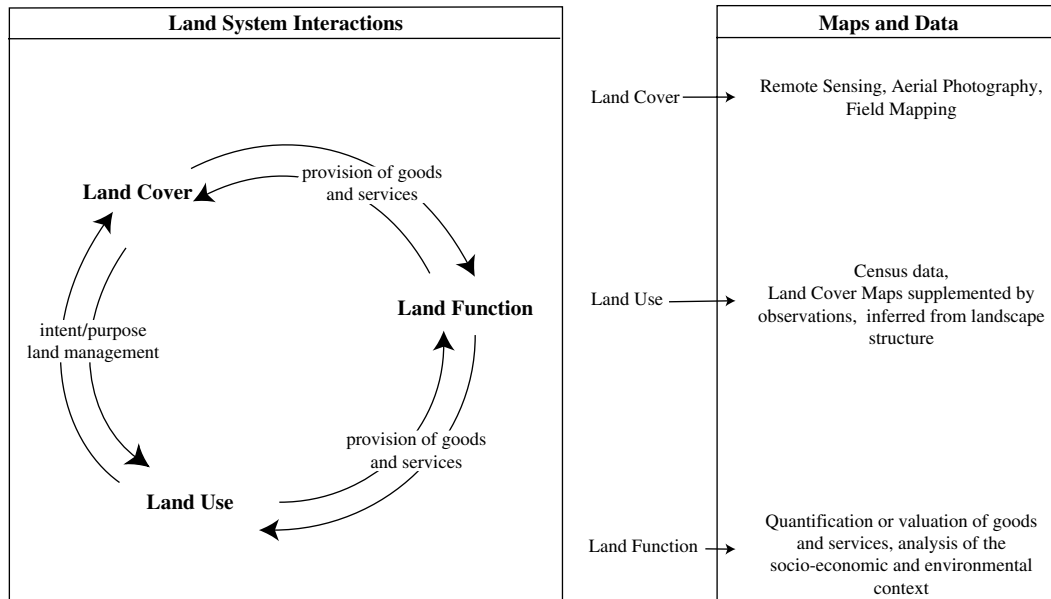 Land System Interactions
provision of goods
and services
Land Cover
Land Function
intent/purpose
land management
provision of goods
and services
Land Use
Maps and Data
Land Cover
Remote Sensing, Aerial Photography,
Field Mapping
Land Use
Census data,
Land Cover Maps supplemented by
observations, inferred from landscape
structure
Land Function
Quantification or valuation of goods
and services, analysis of the
socio-economic and environmental
context